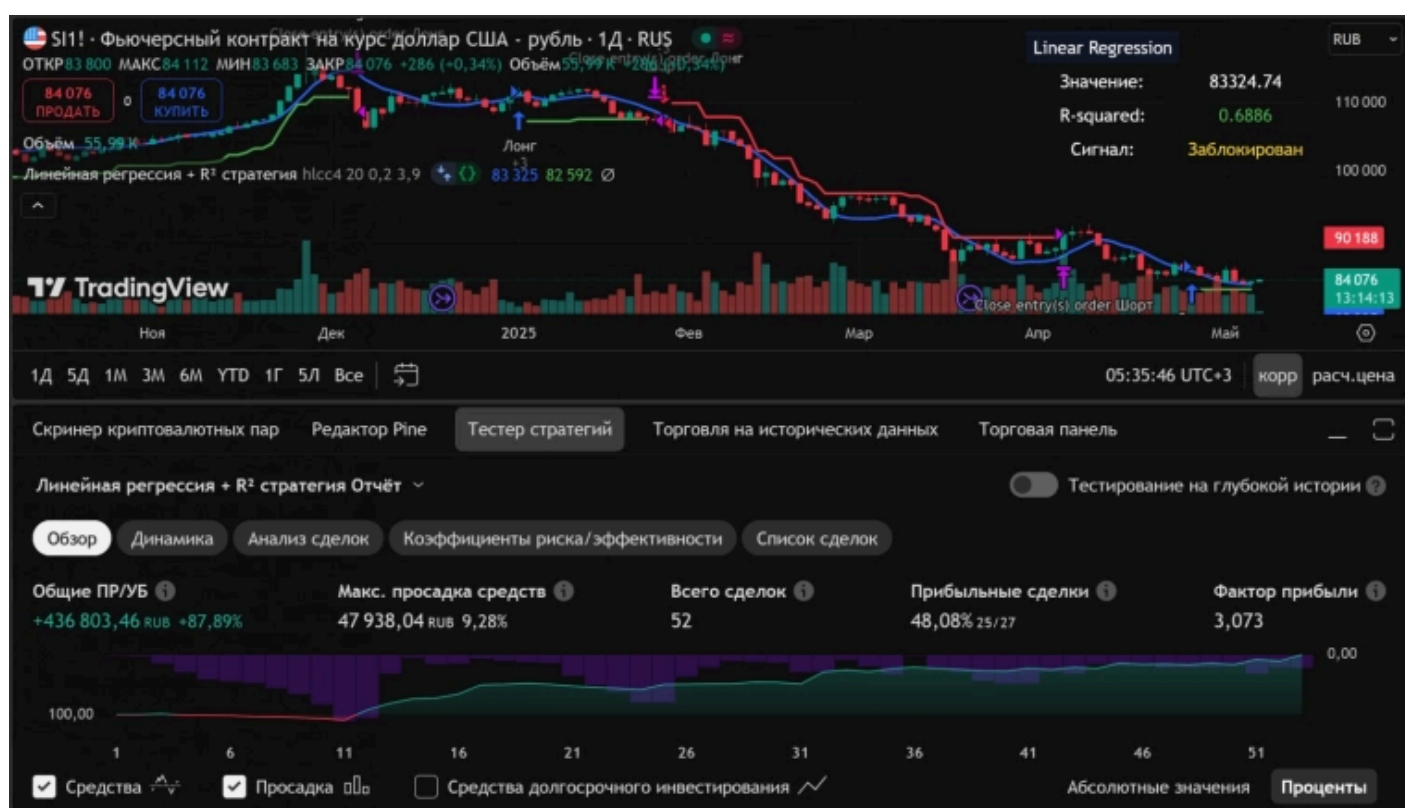 SI1! · Фьючерсный контракт на курс доллар США - рубль · 1Д · RUS
RUB
ОТКР83 800 МАКС84 112 МИН83 683 ЗАКР84 076 +286 (+0,34%) Объём55,99 K
84 076
ПРОДАТЬ
0
84 076
КУПИТЬ
Объём 55,99 K
Линейная регрессия + R² стратегия hlcc4 20 0,2 3,9 83 325 82 592 Ø
Linear Regression
Значение: 83324.74
R-squared: 0.6886
Сигнал: Заблокирован
110 000
100 000
90 188
84 076
13:14:13
Лонг
+3
Close entry(s) order Шорт
TradingView
Ноя Дек 2025 Фев Мар Апр Май
1Д 5Д 1М 3М 6М YTD 1Г 5Л Все
05:35:46 UTC+3 корр расч.цена
Скринер криптовалютных пар Редактор Pine Тестер стратегий Торговля на исторических данных Торговая панель
Линейная регрессия + R² стратегия Отчёт
Тестирование на глубокой истории
Обзор Динамика Анализ сделок Коэффициенты риска/эффективности Список сделок
Общие ПР/УБ Макс. просадка средств Всего сделок Прибыльные сделки Фактор прибыли
+436 803,46 RUB +87,89% 47 938,04 RUB 9,28% 52 48,08% 25/27 3,073
0,00
100,00
1 6 11 16 21 26 31 36 41 46 51
Средства Просадка Средства долгосрочного инвестирования Абсолютные значения Проценты